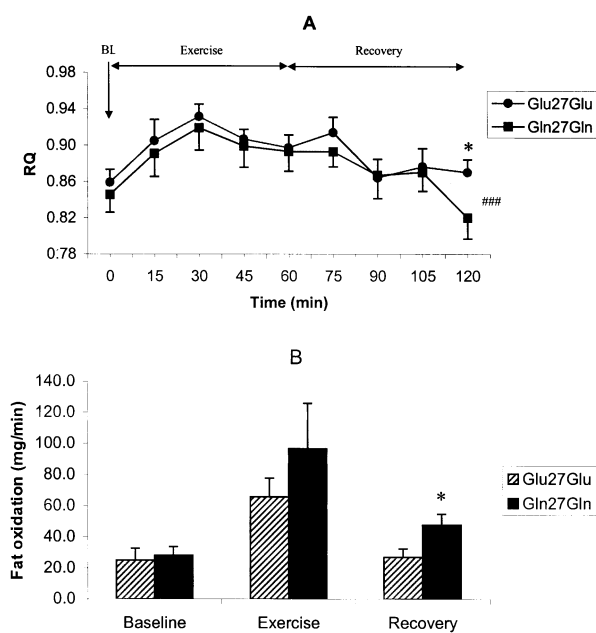 A
BL Exercise Recovery
0.98
0.94
0.90
0.86
0.82
0.78
RQ
Glu27Glu
Gln27Gln
*
###
0 15 30 45 60 75 90 105 120
Time (min)
B
140.0
120.0
100.0
80.0
60.0
40.0
20.0
0.0
Fat oxidation (mg/min)
Glu27Glu
Gln27Gln
*
Baseline Exercise Recovery